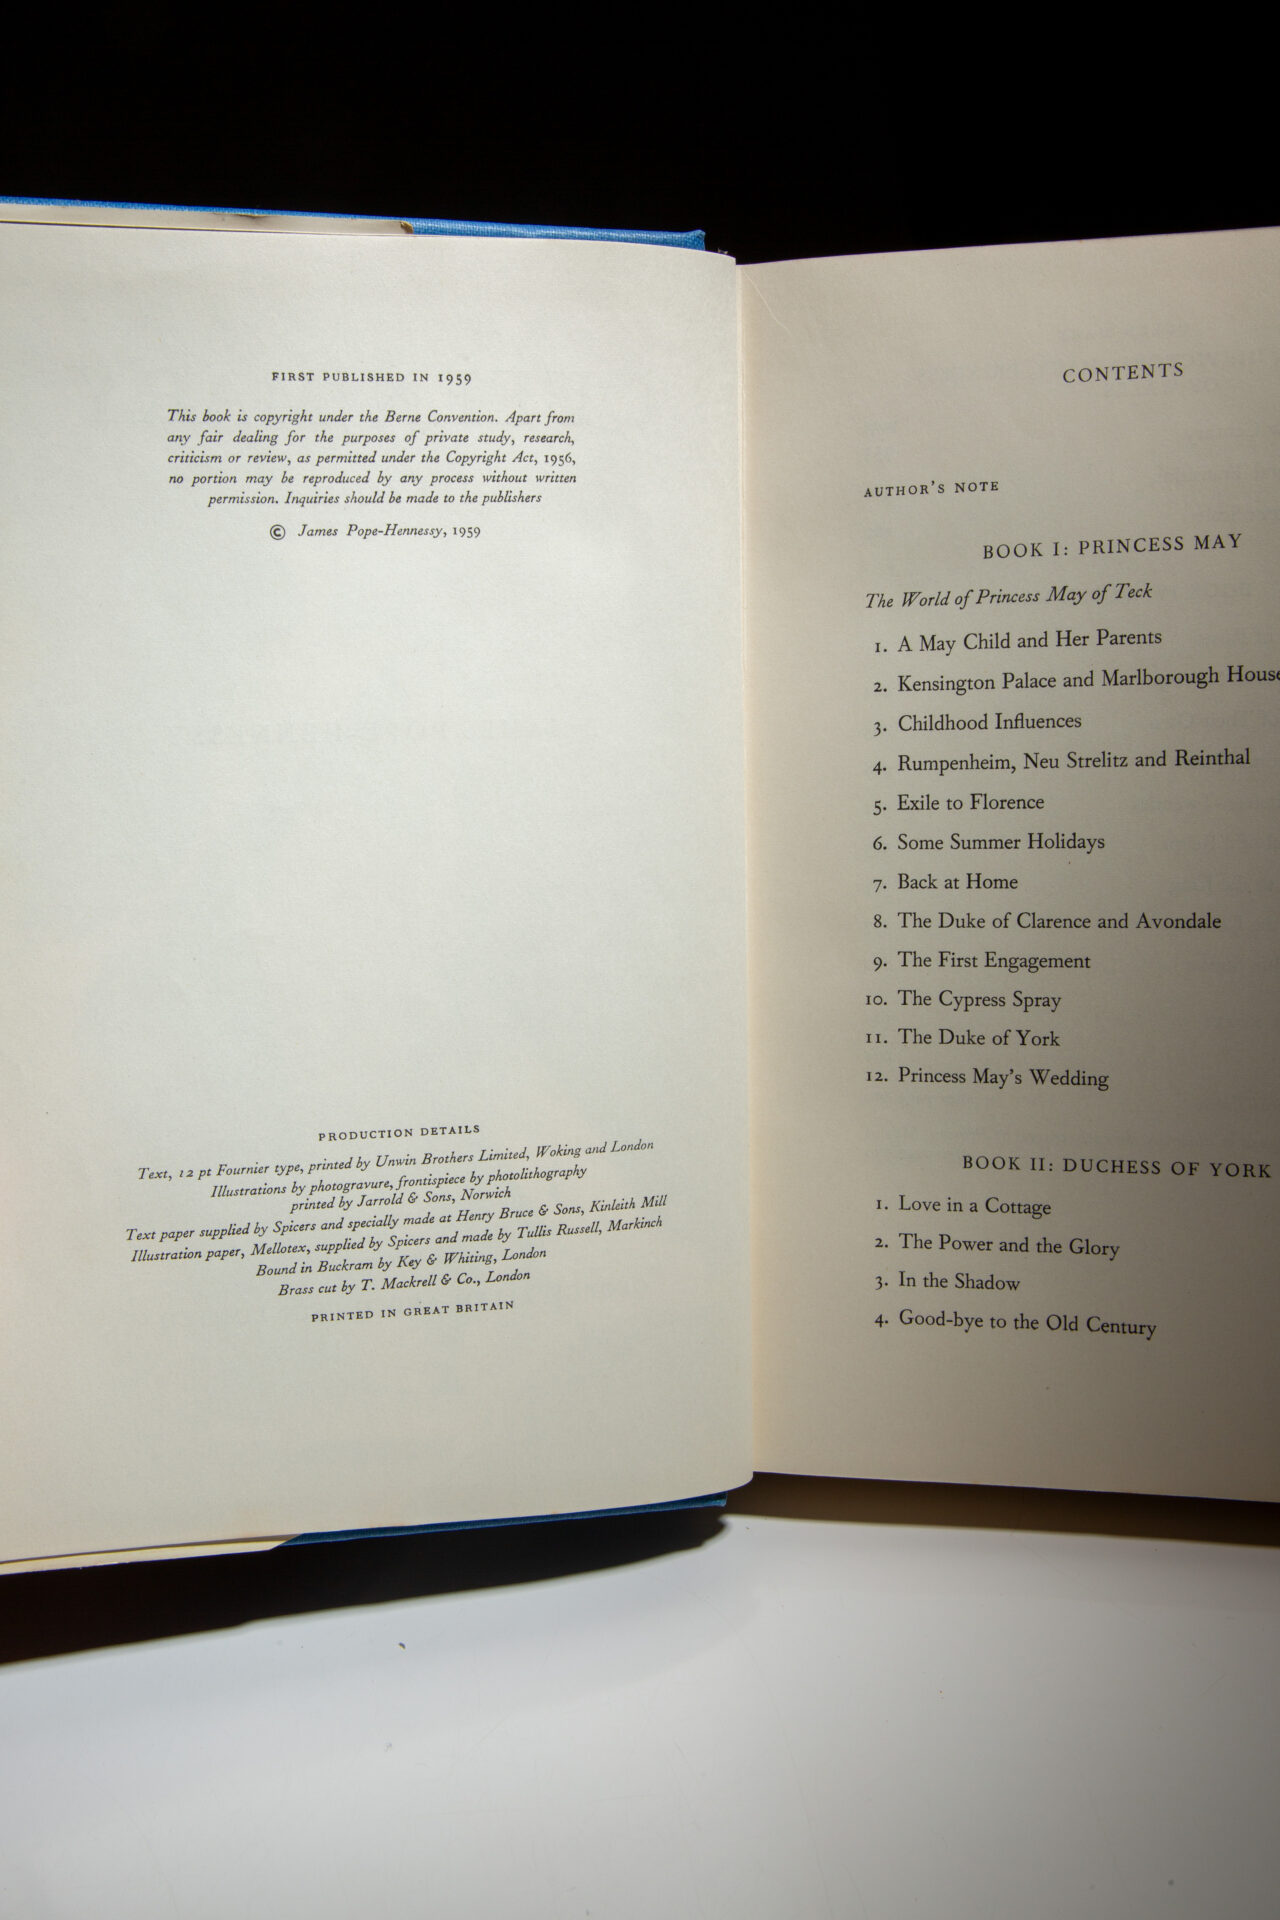 FIRST PUBLISHED IN 1959
This book is copyright under the Berne Convention. Apart from
any fair dealing for the purposes of private study, research,
criticism or review, as permitted under the Copyright Act, 1956,
no portion may be reproduced by any process without written
permission. Inquiries should be made to the publishers
© James Pope-Hennessy, 1959
PRODUCTION DETAILS
Text, 12 pt Fournier type, printed by Unwin Brothers Limited, Woking and London
Illustrations by photogravure, frontispiece by photolithography
printed by Jarrold & Sons, Norwich
Text paper supplied by Spicers and specially made at Henry Bruce & Sons, Kinleith Mill
Illustration paper, Mellotex, supplied by Spicers and made by Tullis Russell, Markinch
Bound in Buckram by Key & Whiting, London
Brass cut by T. Mackrell & Co., London
PRINTED IN GREAT BRITAIN
CONTENTS
AUTHOR'S NOTE
BOOK I: PRINCESS MAY
The World of Princess May of Teck
1. A May Child and Her Parents
2. Kensington Palace and Marlborough House
3. Childhood Influences
4. Rumpenheim, Neu Strelitz and Reinthal
5. Exile to Florence
6. Some Summer Holidays
7. Back at Home
8. The Duke of Clarence and Avondale
9. The First Engagement
10. The Cypress Spray
11. The Duke of York
12. Princess May's Wedding
BOOK II: DUCHESS OF YORK
1. Love in a Cottage
2. The Power and the Glory
3. In the Shadow
4. Good-bye to the Old Century